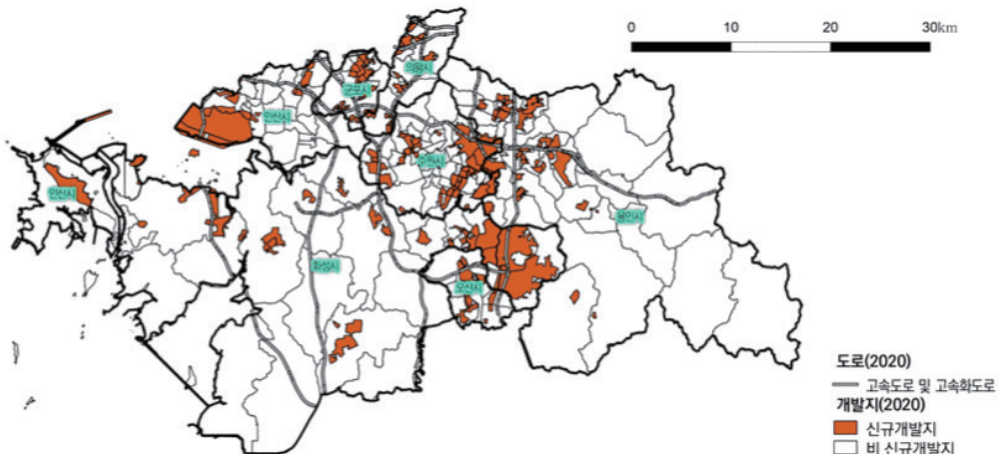 0 10 20 30km
의왕시
군포시
안산시
수원시
안산시
용인시
화성시
오산시
도로(2020)
고속도로 및 고속화도로
개발지(2020)
신규개발지
비 신규개발지